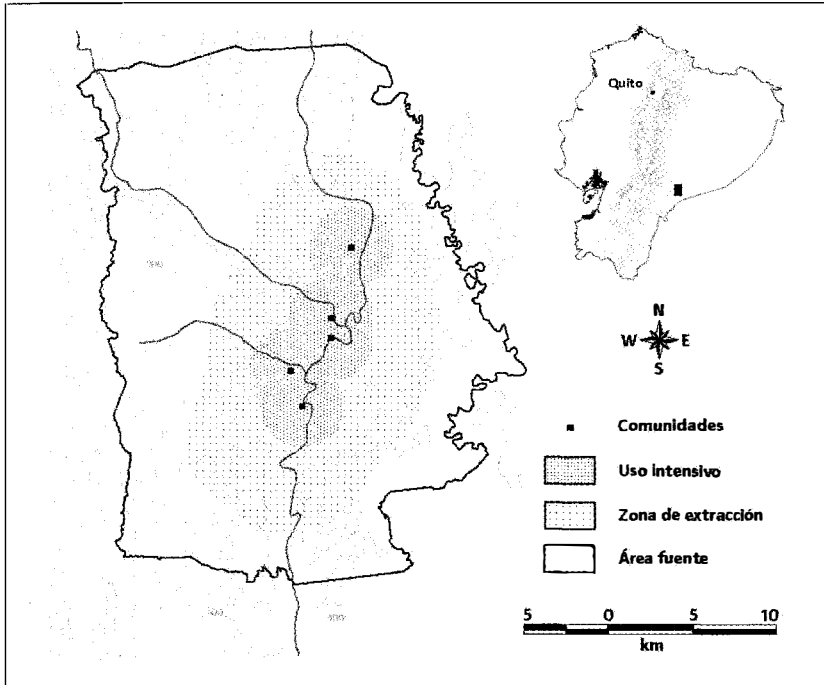 Quito
N
W E
S
Comunidades
Uso intensivo
Zona de extracción
Área fuente
5 0 5 10
km